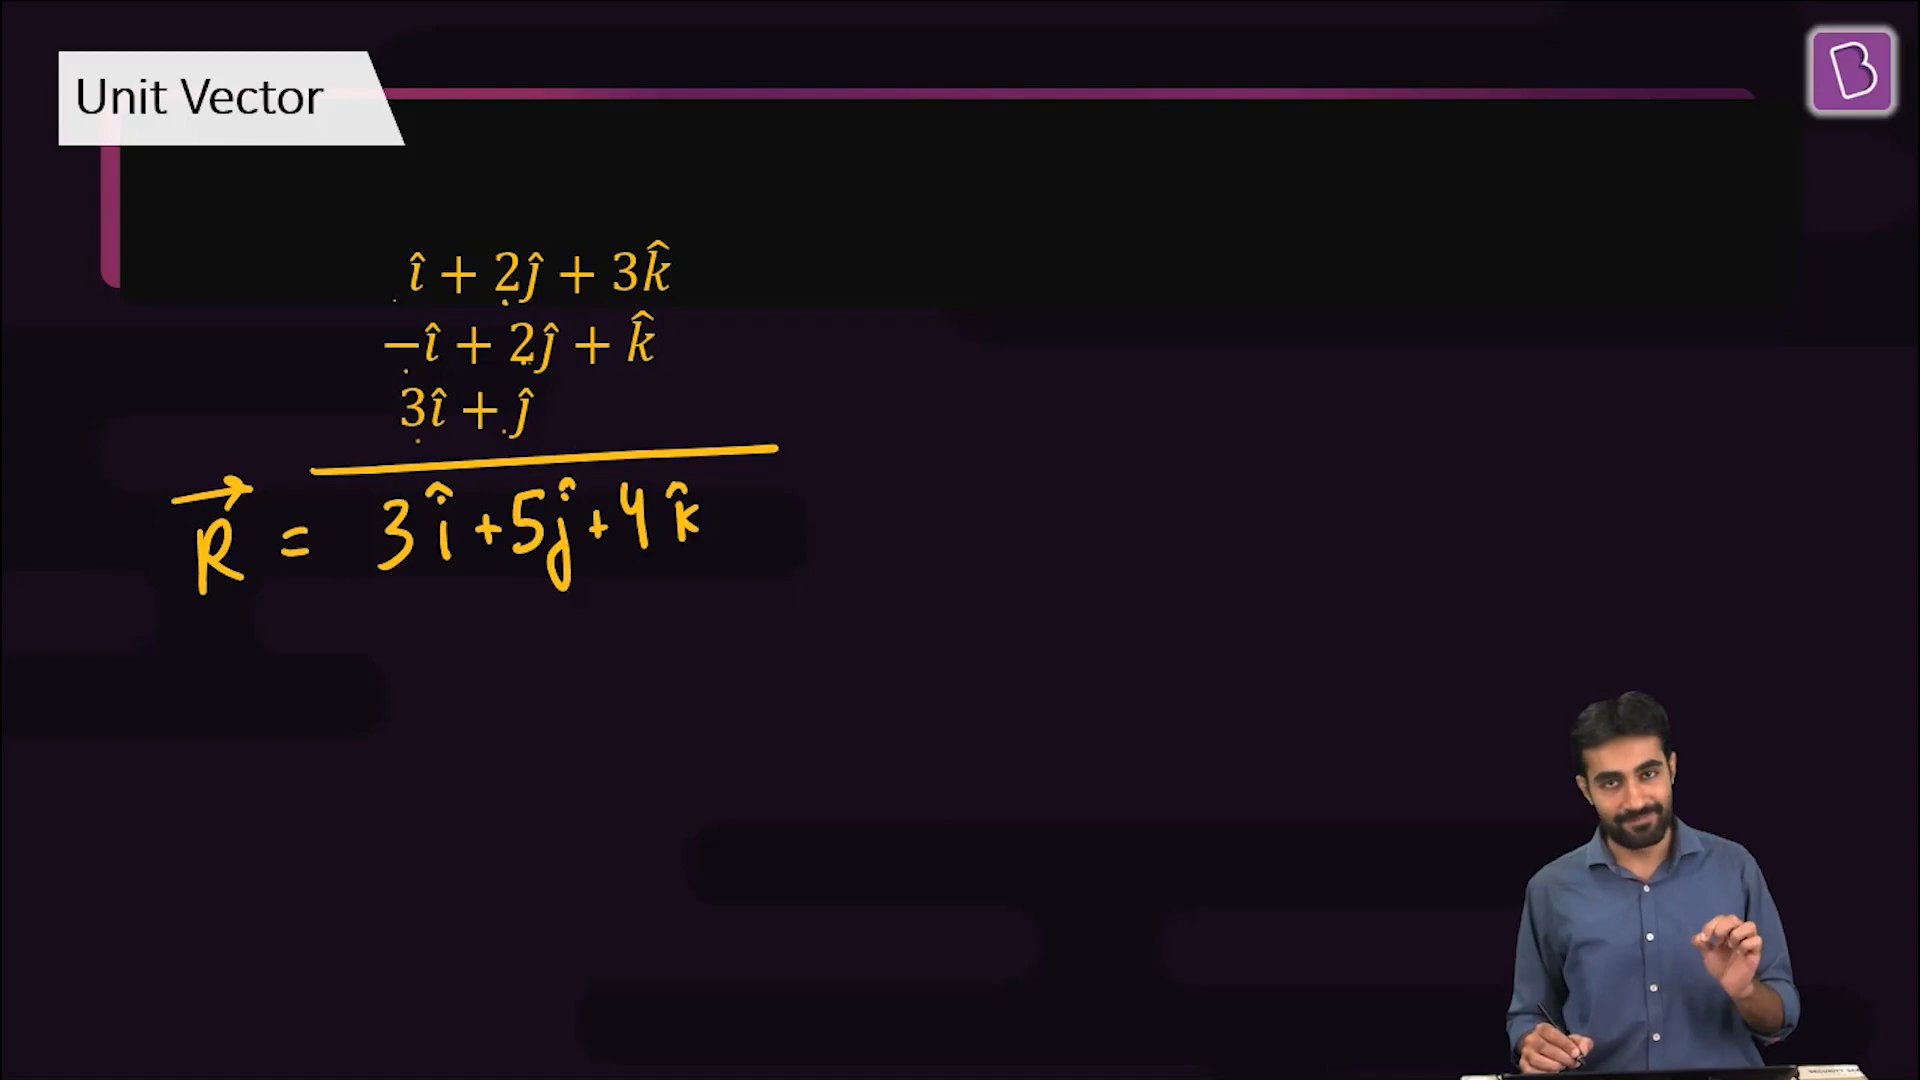 Unit Vector
B
î + 2ĵ + 3k̂
−î + 2ĵ + k̂
3î + ĵ
R⃗ = 3î + 5ĵ + 4k̂